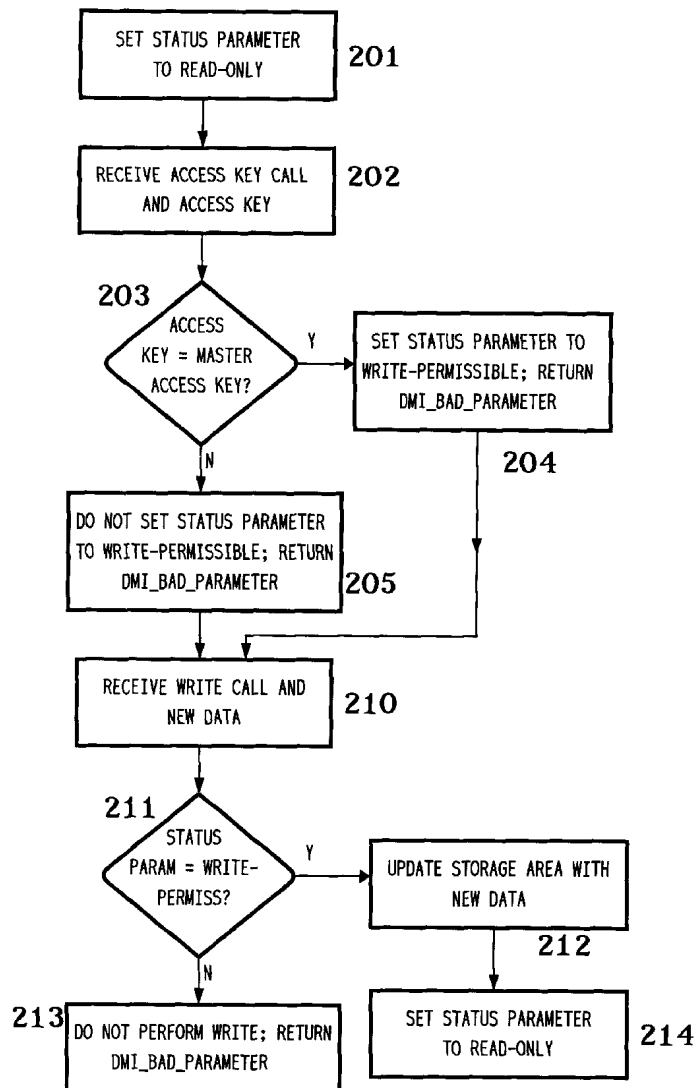 SET STATUS PARAMETER
TO READ-ONLY
201
RECEIVE ACCESS KEY CALL
AND ACCESS KEY
202
203
ACCESS
KEY = MASTER
ACCESS KEY?
Y
SET STATUS PARAMETER TO
WRITE-PERMISSIBLE; RETURN
DMI_BAD_PARAMETER
204
N
DO NOT SET STATUS PARAMETER
TO WRITE-PERMISSIBLE; RETURN
DMI_BAD_PARAMETER
205
RECEIVE WRITE CALL AND
NEW DATA
210
211
STATUS
PARAM = WRITE-
PERMISS?
Y
UPDATE STORAGE AREA WITH
NEW DATA
212
N
213
DO NOT PERFORM WRITE; RETURN
DMI_BAD_PARAMETER
SET STATUS PARAMETER
TO READ-ONLY
214